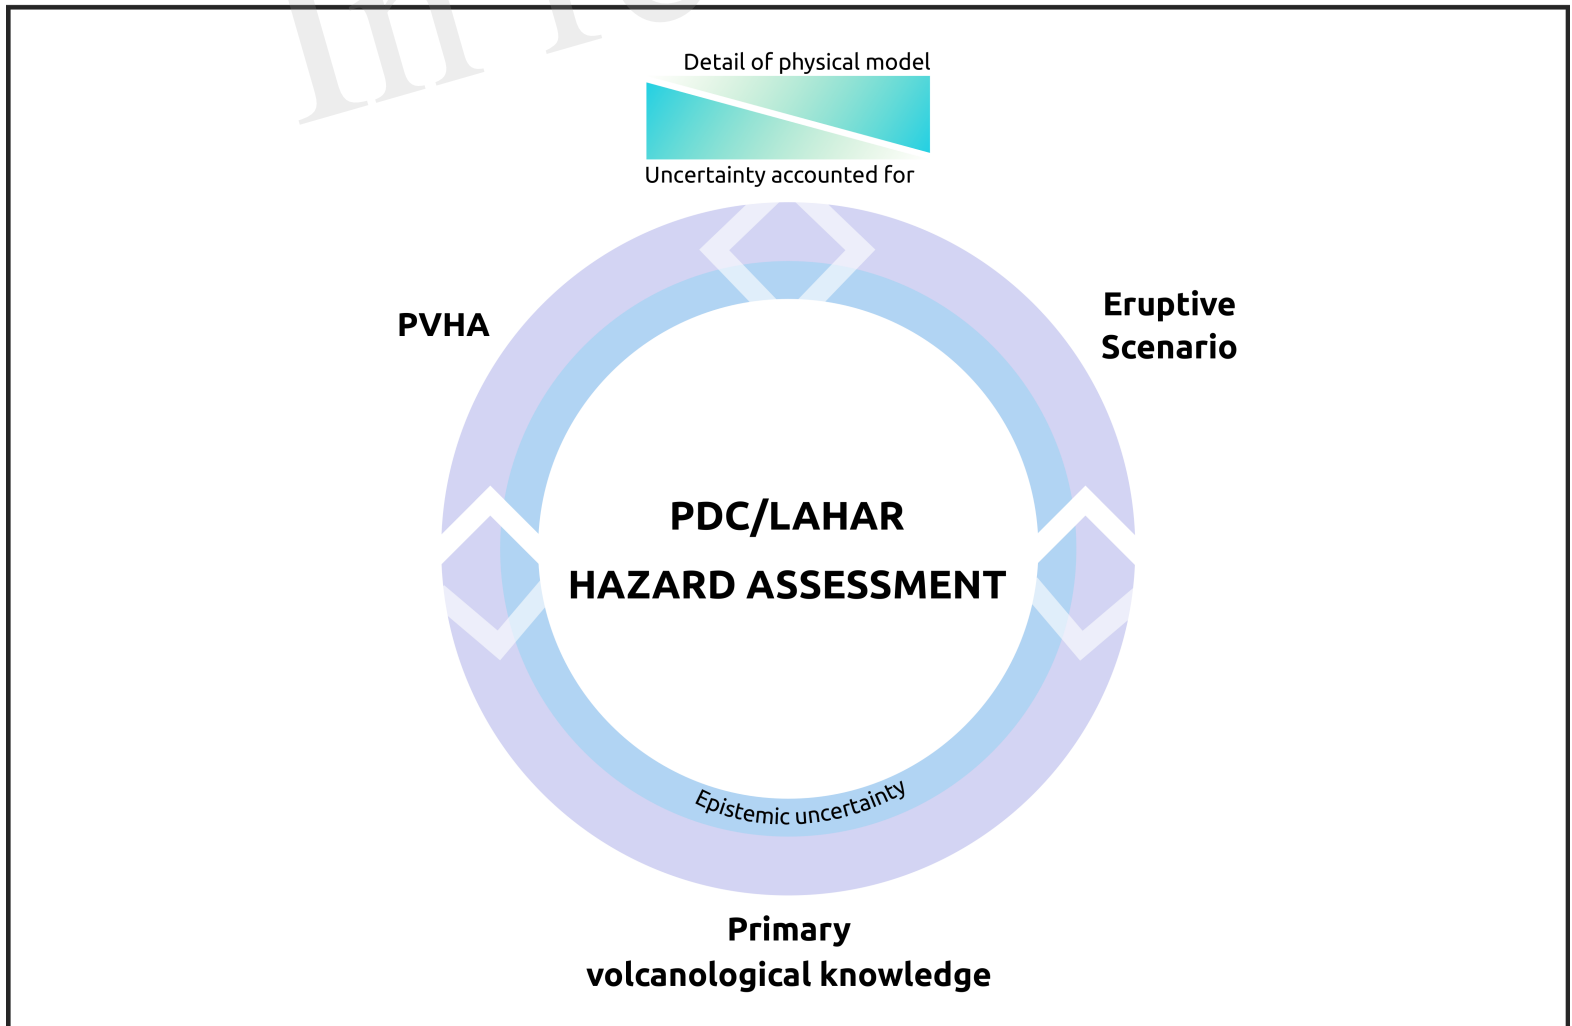 In
Detail of physical model
Uncertainty accounted for
PVHA
Eruptive
Scenario
PDC/LAHAR
HAZARD ASSESSMENT
Epistemic uncertainty
Primary
volcanological knowledge